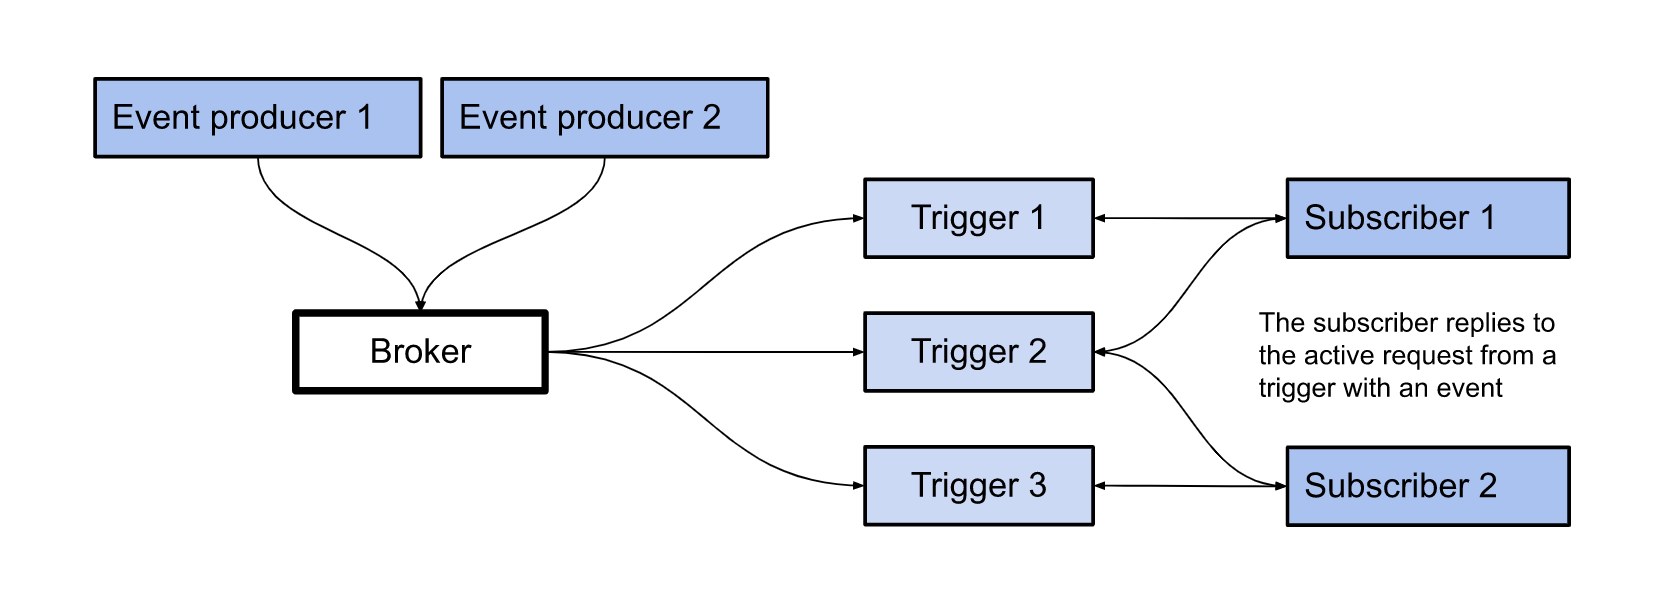 Event producer 1
Event producer 2
Trigger 1
Subscriber 1
Broker
Trigger 2
The subscriber replies to
the active request from a
trigger with an event
Trigger 3
Subscriber 2